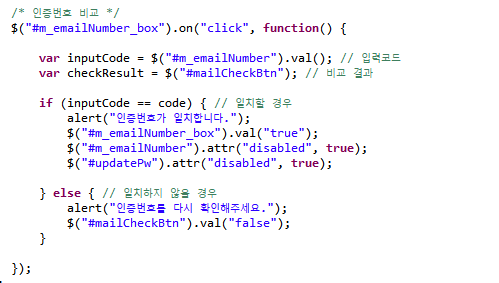 /* 인증번호 비교 */
$("#m_emailNumber_box").on("click", function() {
var inputCode = $("#m_emailNumber").val(); // 입력코드
var checkResult = $("#mailCheckBtn"); // 비교 결과
if (inputCode == code) { // 일치할 경우
alert("인증번호가 일치합니다.");
$("#m_emailNumber_box").val("true");
$("#m_emailNumber").attr("disabled", true);
$("#updatePw").attr("disabled", true);
} else { // 일치하지 않을 경우
alert("인증번호를 다시 확인해주세요.");
$("#mailCheckBtn").val("false");
}
});